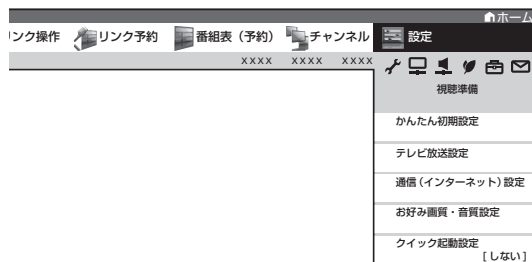 ホーム
リンク操作 リンク予約 番組表（予約） チャンネル 設定
XXXX XXXX XXXX
視聴準備
かんたん初期設定
テレビ放送設定
通信（インターネット）設定
お好み画質・音質設定
クイック起動設定
［しない］